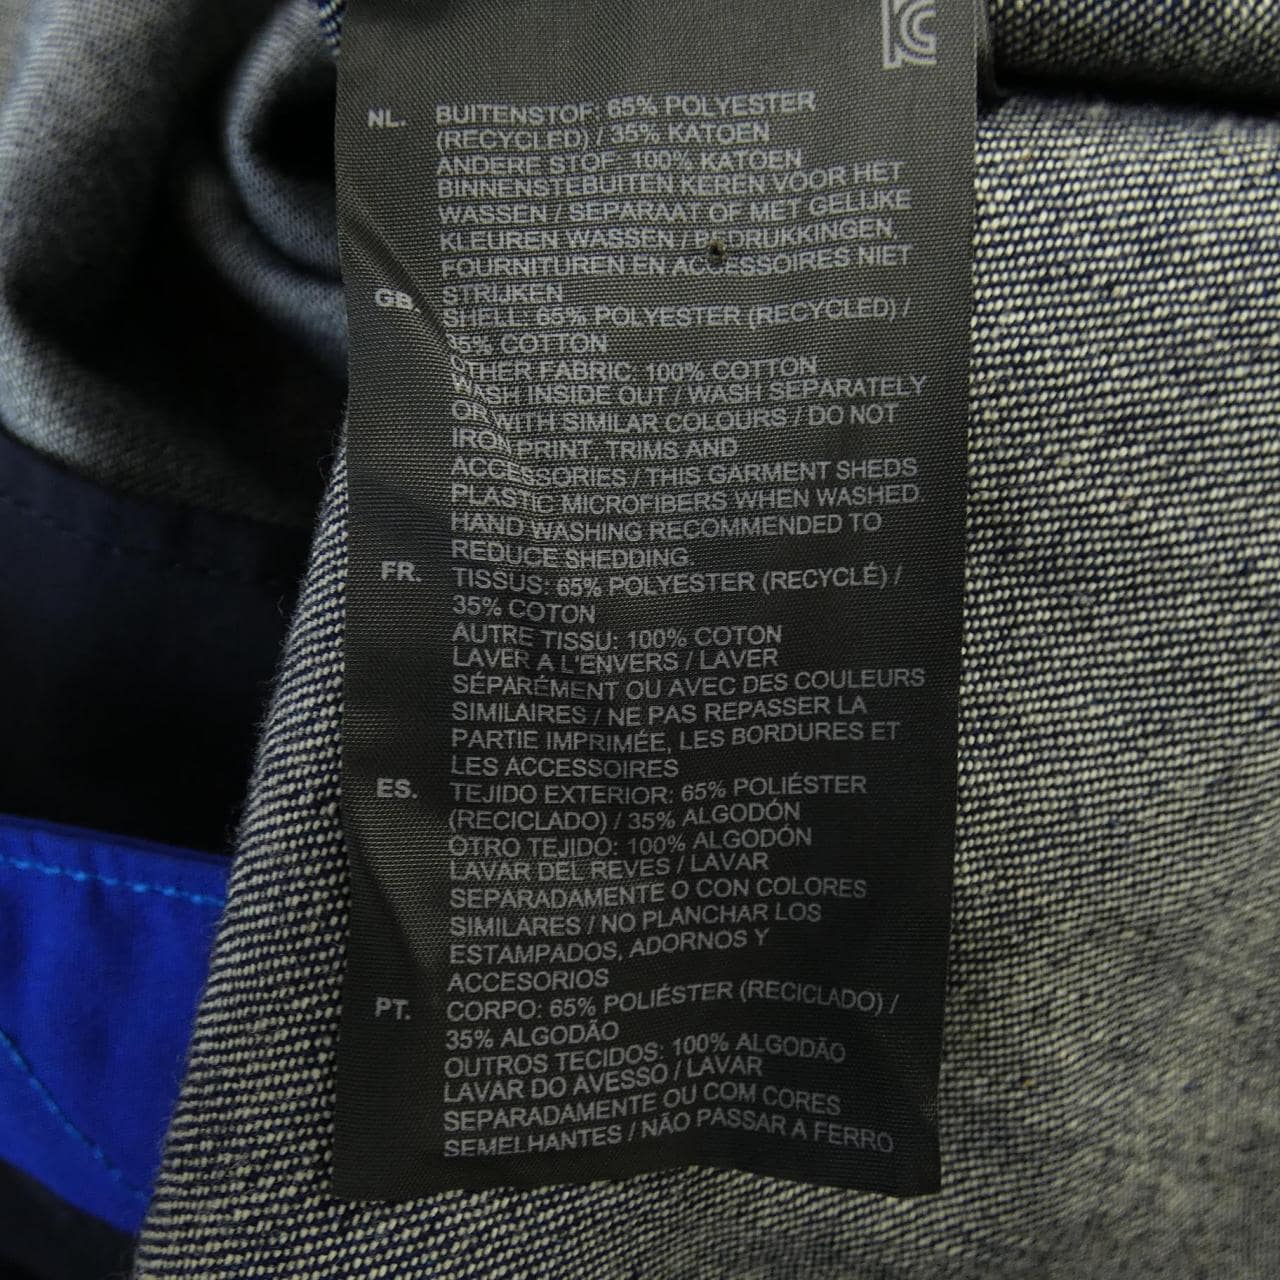 NL. BUITENSTOF: 65% POLYESTER
(RECYCLED) / 35% KATOEN
ANDERE STOF: 100% KATOEN
BINNENSTEBUITEN KEREN VOOR HET
WASSEN / SEPARAAT OF MET GELIJKE
KLEUREN WASSEN / BEDRUKKINGEN,
FOURNITUREN EN ACCESSOIRES NIET
STRIJKEN
GB. SHELL: 65% POLYESTER (RECYCLED) /
35% COTTON
OTHER FABRIC: 100% COTTON
WASH INSIDE OUT / WASH SEPARATELY
OR WITH SIMILAR COLOURS / DO NOT
IRON PRINT, TRIMS AND
ACCESSORIES / THIS GARMENT SHEDS
PLASTIC MICROFIBERS WHEN WASHED
HAND WASHING RECOMMENDED TO
REDUCE SHEDDING.
FR. TISSUS: 65% POLYESTER (RECYCLÉ) /
35% COTON
AUTRE TISSU: 100% COTON
LAVER A L'ENVERS / LAVER
SÉPARÉMENT OU AVEC DES COULEURS
SIMILAIRES / NE PAS REPASSER LA
PARTIE IMPRIMÉE, LES BORDURES ET
LES ACCESSOIRES
ES. TEJIDO EXTERIOR: 65% POLIÉSTER
(RECICLADO) / 35% ALGODÓN
OTRO TEJIDO: 100% ALGODÓN
LAVAR DEL REVES / LAVAR
SEPARADAMENTE O CON COLORES
SIMILARES / NO PLANCHAR LOS
ESTAMPADOS, ADORNOS Y
ACCESORIOS
PT. CORPO: 65% POLIÉSTER (RECICLADO) /
35% ALGODÃO
OUTROS TECIDOS: 100% ALGODÃO
LAVAR DO AVESSO / LAVAR
SEPARADAMENTE OU COM CORES
SEMELHANTES / NÃO PASSAR A FERRO